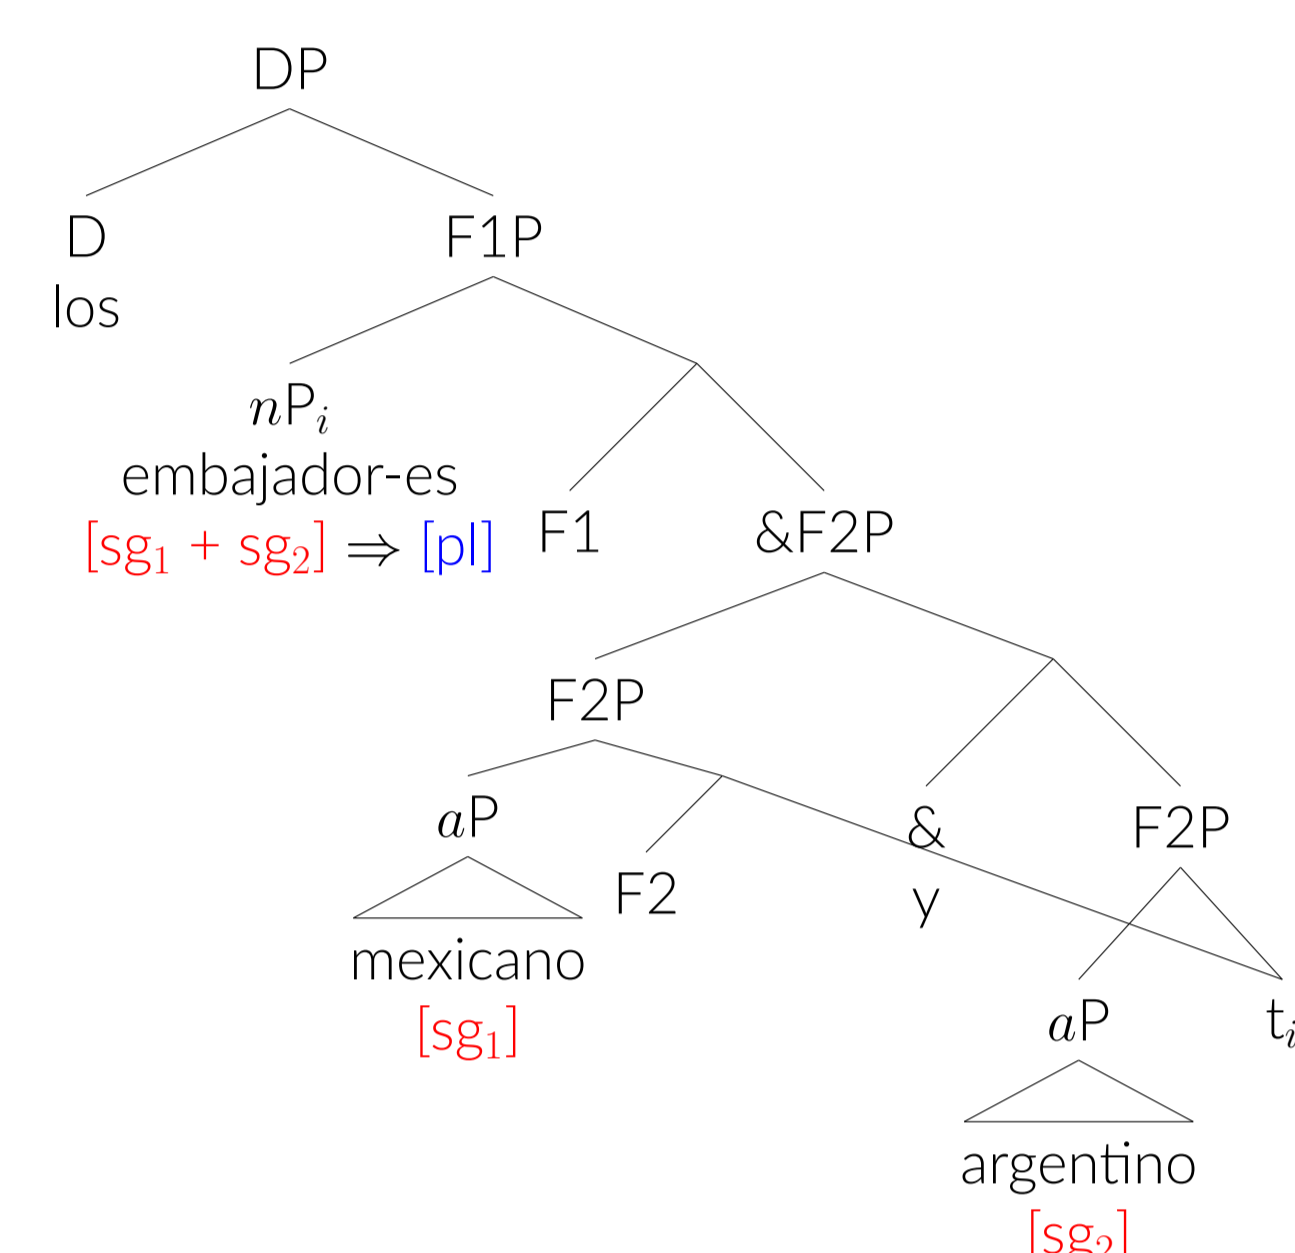 DP
D F1P
los
nPᵢ
embajador-es
[sg₁ + sg₂] ⇒ [pl] F1 &F2P
F2P
aP & F2P
F2 y
mexicano
[sg₁] aP tᵢ
argentino
[sg₂]